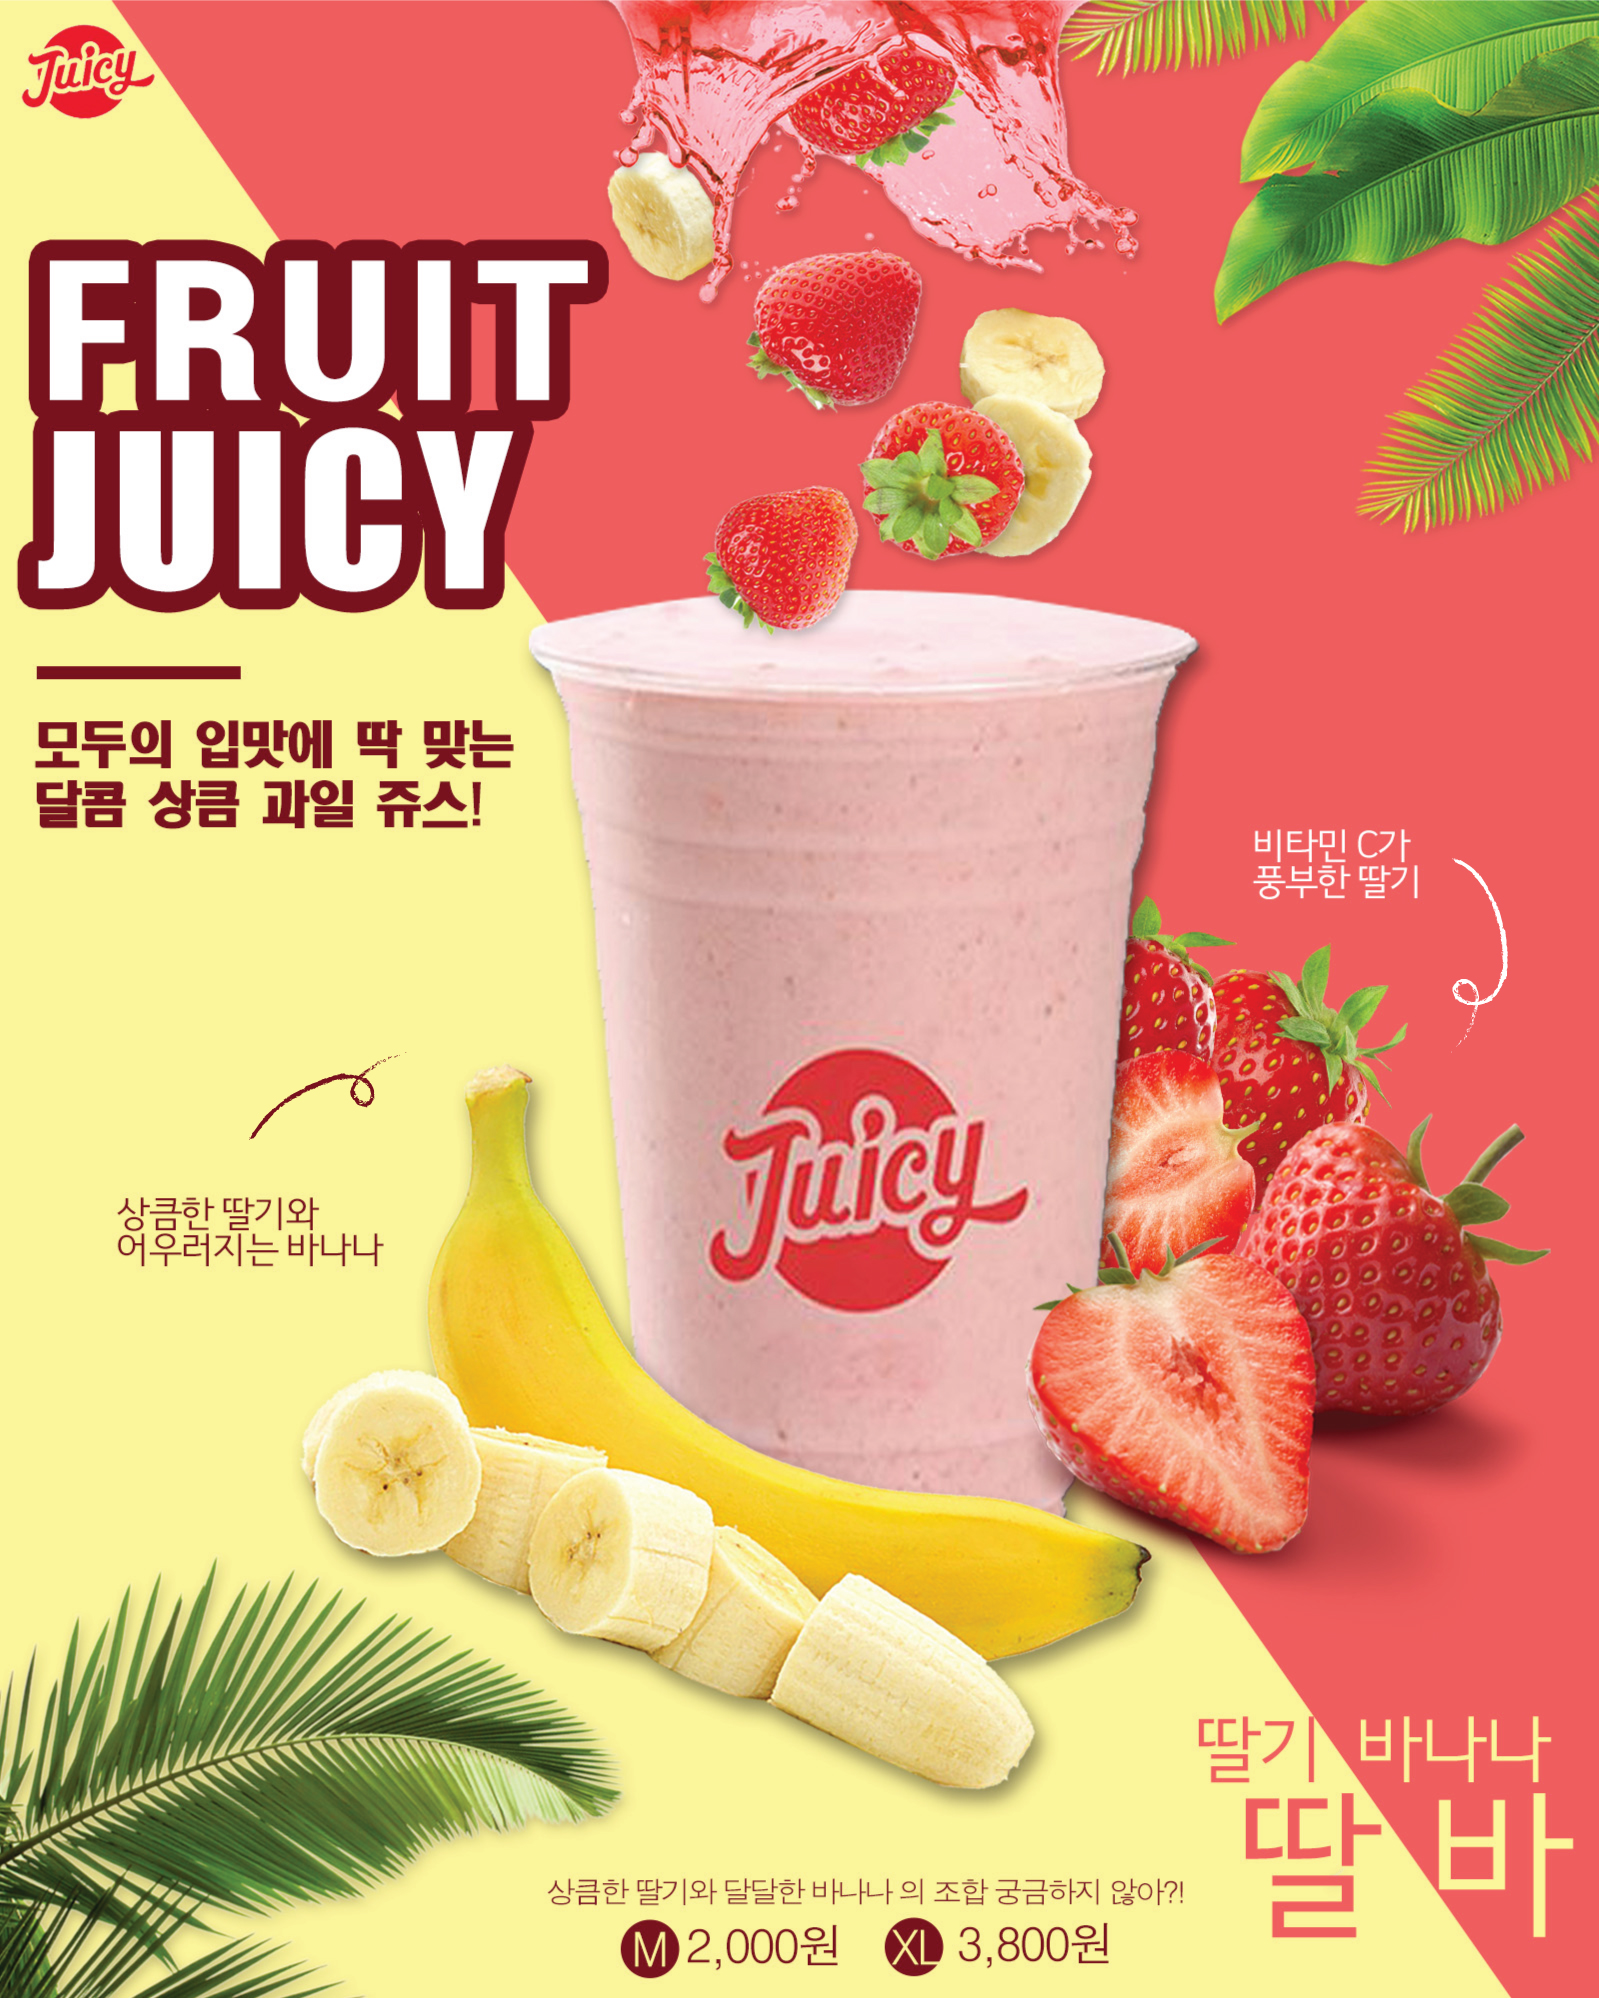 Juicy
FRUIT
JUICY
모두의 입맛에 딱 맞는
달콤 상큼 과일 쥬스!
비타민 C가
풍부한 딸기
Juicy
상큼한 딸기와
어우러지는 바나나
딸기 바나나
딸바
상큼한 딸기와 달달한 바나나 의 조합 궁금하지 않아?!
M 2,000원 XL 3,800원